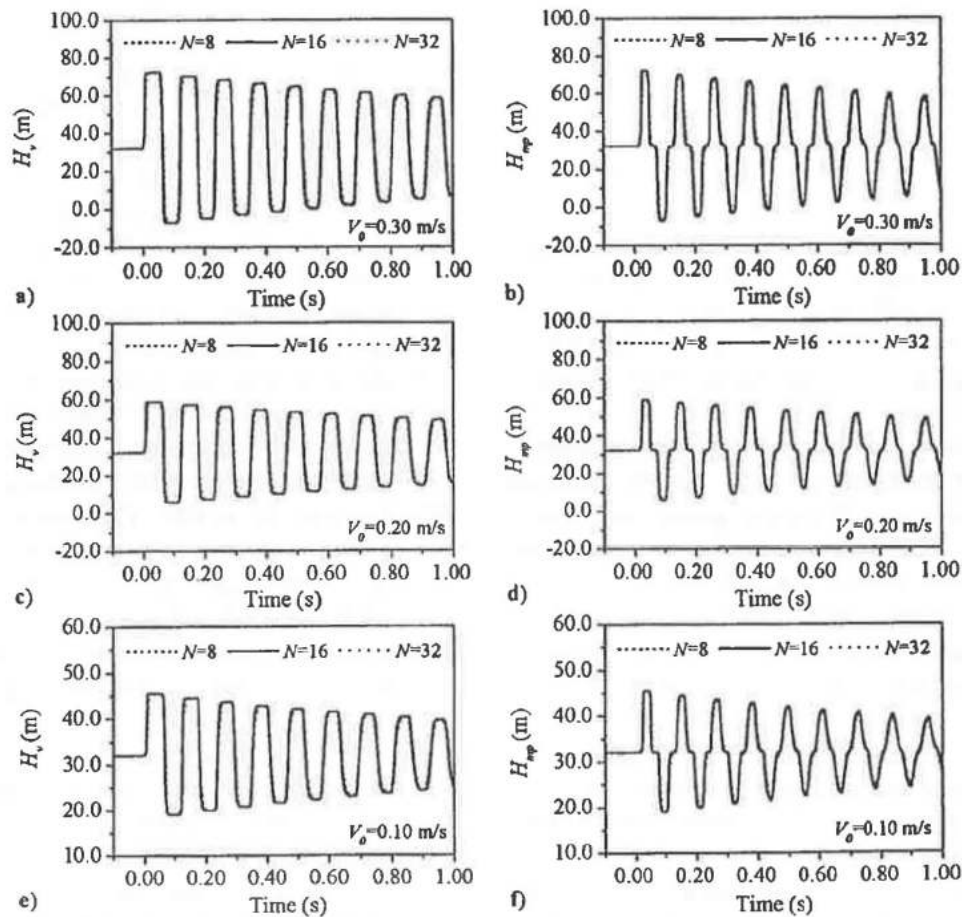 100.0
80.0
60.0
40.0
20.0
0.0
-20.0
H_v (m)
N=8 N=16 N=32
V_0=0.30 m/s
0.00 0.20 0.40 0.60 0.80 1.00
a) Time (s)
100.0
80.0
60.0
40.0
20.0
0.0
-20.0
H_mp (m)
N=8 N=16 N=32
V_0=0.30 m/s
0.00 0.20 0.40 0.60 0.80 1.00
b) Time (s)
100.0
80.0
60.0
40.0
20.0
0.0
-20.0
H_v (m)
N=8 N=16 N=32
V_0=0.20 m/s
0.00 0.20 0.40 0.60 0.80 1.00
c) Time (s)
100.0
80.0
60.0
40.0
20.0
0.0
-20.0
H_mp (m)
N=8 N=16 N=32
V_0=0.20 m/s
0.00 0.20 0.40 0.60 0.80 1.00
d) Time (s)
60.0
50.0
40.0
30.0
20.0
10.0
H_v (m)
N=8 N=16 N=32
V_0=0.10 m/s
0.00 0.20 0.40 0.60 0.80 1.00
e) Time (s)
60.0
50.0
40.0
30.0
20.0
10.0
H_mp (m)
N=8 N=16 N=32
V_0=0.10 m/s
0.00 0.20 0.40 0.60 0.80 1.00
f) Time (s)